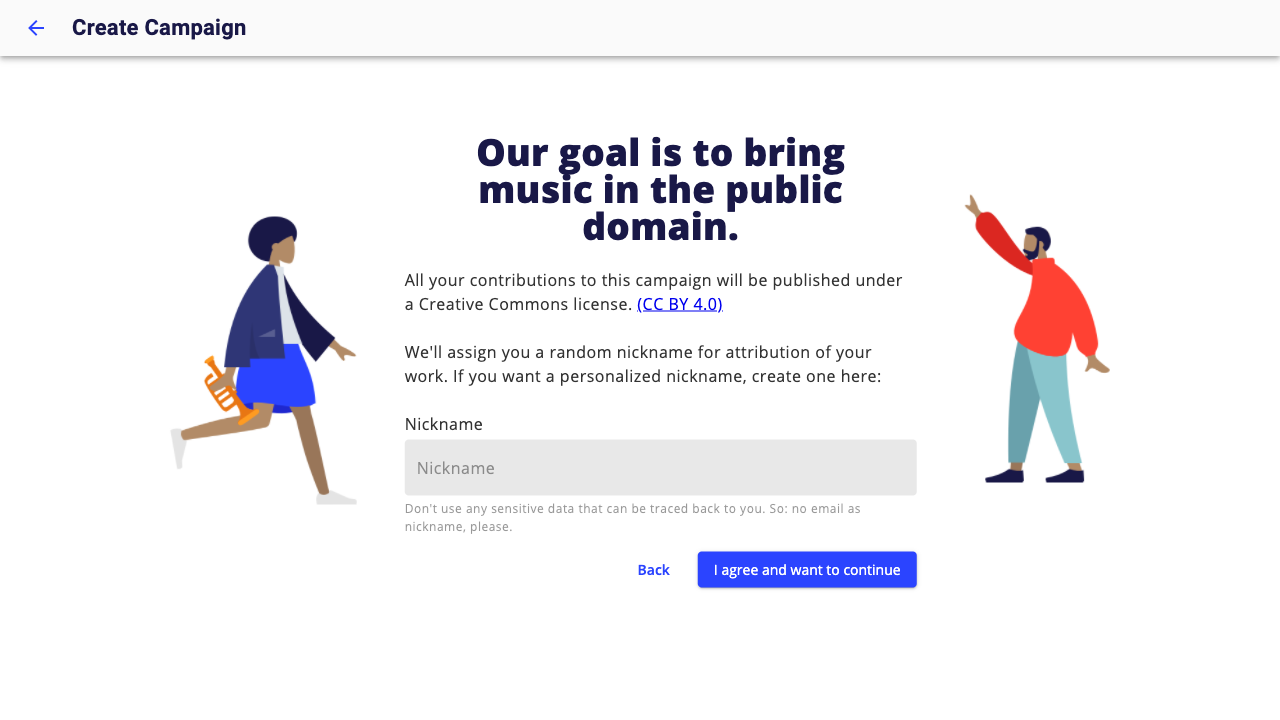 Create Campaign
Our goal is to bring
music in the public
domain.
All your contributions to this campaign will be published under
a Creative Commons license. (CC BY 4.0)
We'll assign you a random nickname for attribution of your
work. If you want a personalized nickname, create one here:
Nickname
Nickname
Don't use any sensitive data that can be traced back to you. So: no email as
nickname, please.
Back
I agree and want to continue